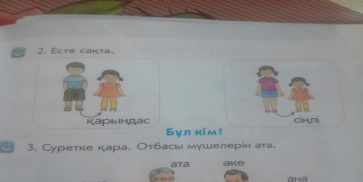 2. Есте сақта.
қарындас
сіңлі
Бұл кім?
3. Суретке қара. Отбасы мүшелерін ата.
ата
әке
ана